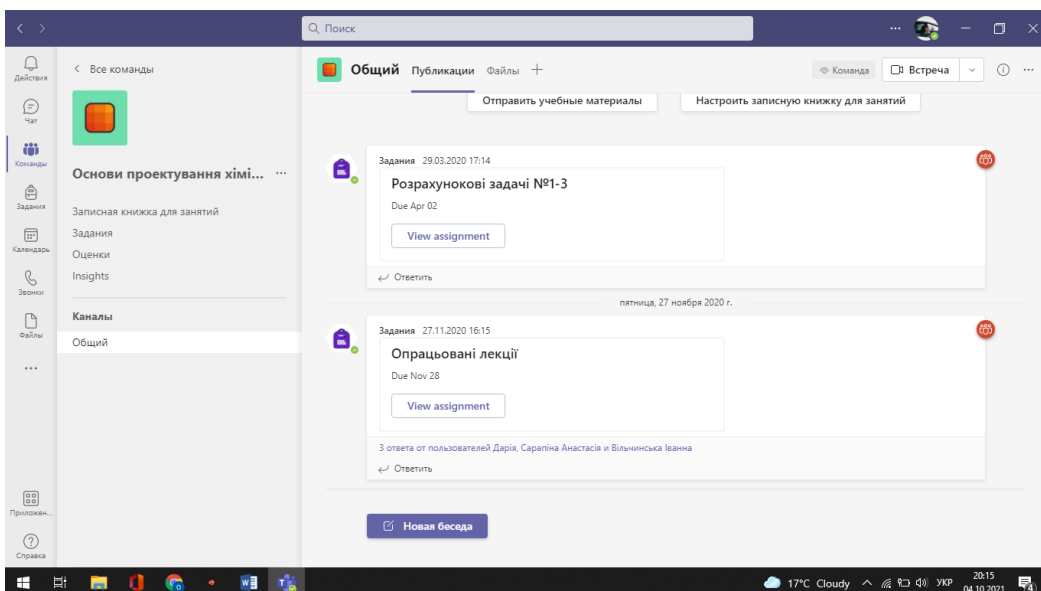 Поиск
Действия
Чат
Команды
Задания
Календарь
Звонки
Файлы
Приложен...
Справка
Все команды
Основи проектування хімі...
Записная книжка для занятий
Задания
Оценки
Insights
Каналы
Общий
Общий Публикации Файлы
Команда Встреча
Отправить учебные материалы Настроить записную книжку для занятий
Задания 29.03.2020 17:14
Розрахунокові задачі №1-3
Due Apr 02
View assignment
Ответить
пятница, 27 ноября 2020 г.
Задания 27.11.2020 16:15
Опрацьовані лекції
Due Nov 28
View assignment
3 ответа от пользователей Дарія, Сарапіна Анастасія и Вільчинська Іванна
Ответить
Новая беседа
17°C Cloudy УКР 20:15
04.10.2021